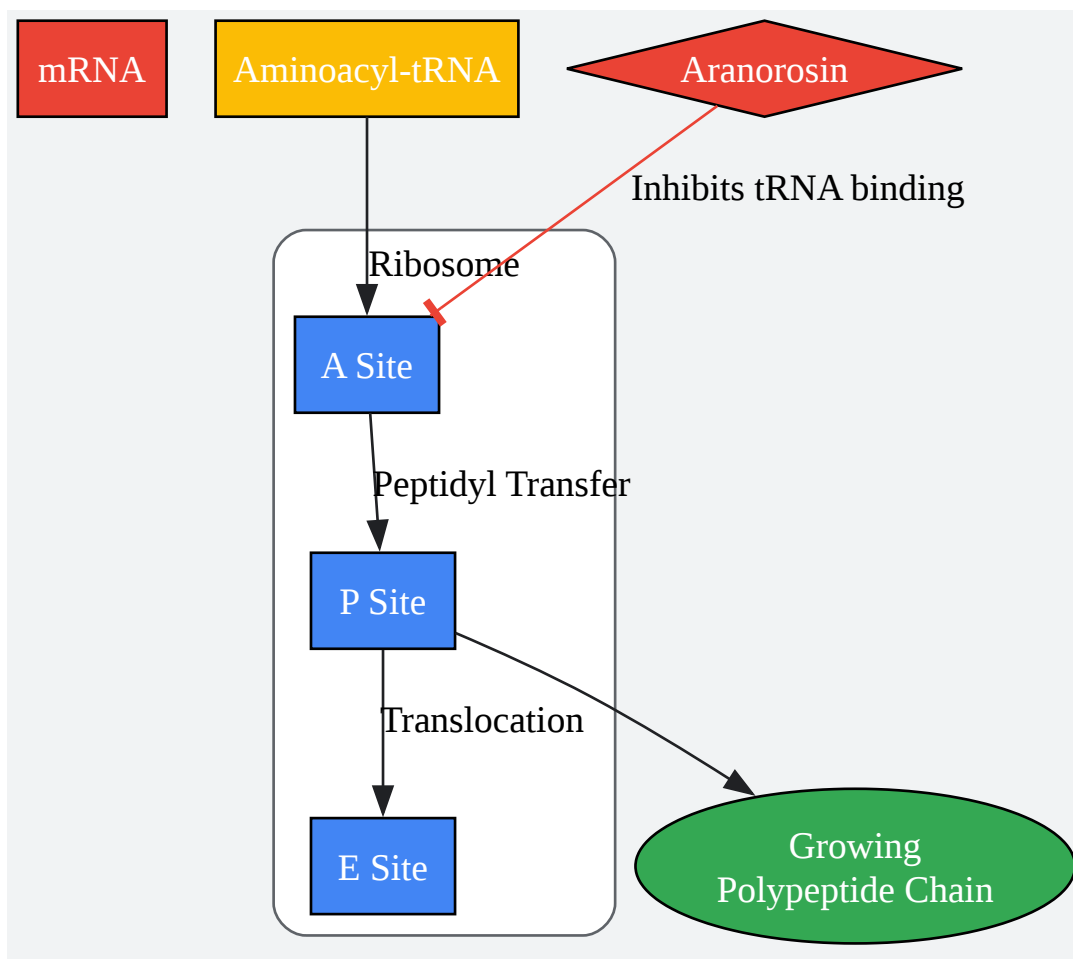 mRNA
Aminoacyl-tRNA
Aranorosin
Inhibits tRNA binding
Ribosome
A Site
Peptidyl Transfer
P Site
Translocation
E Site
Growing
Polypeptide Chain